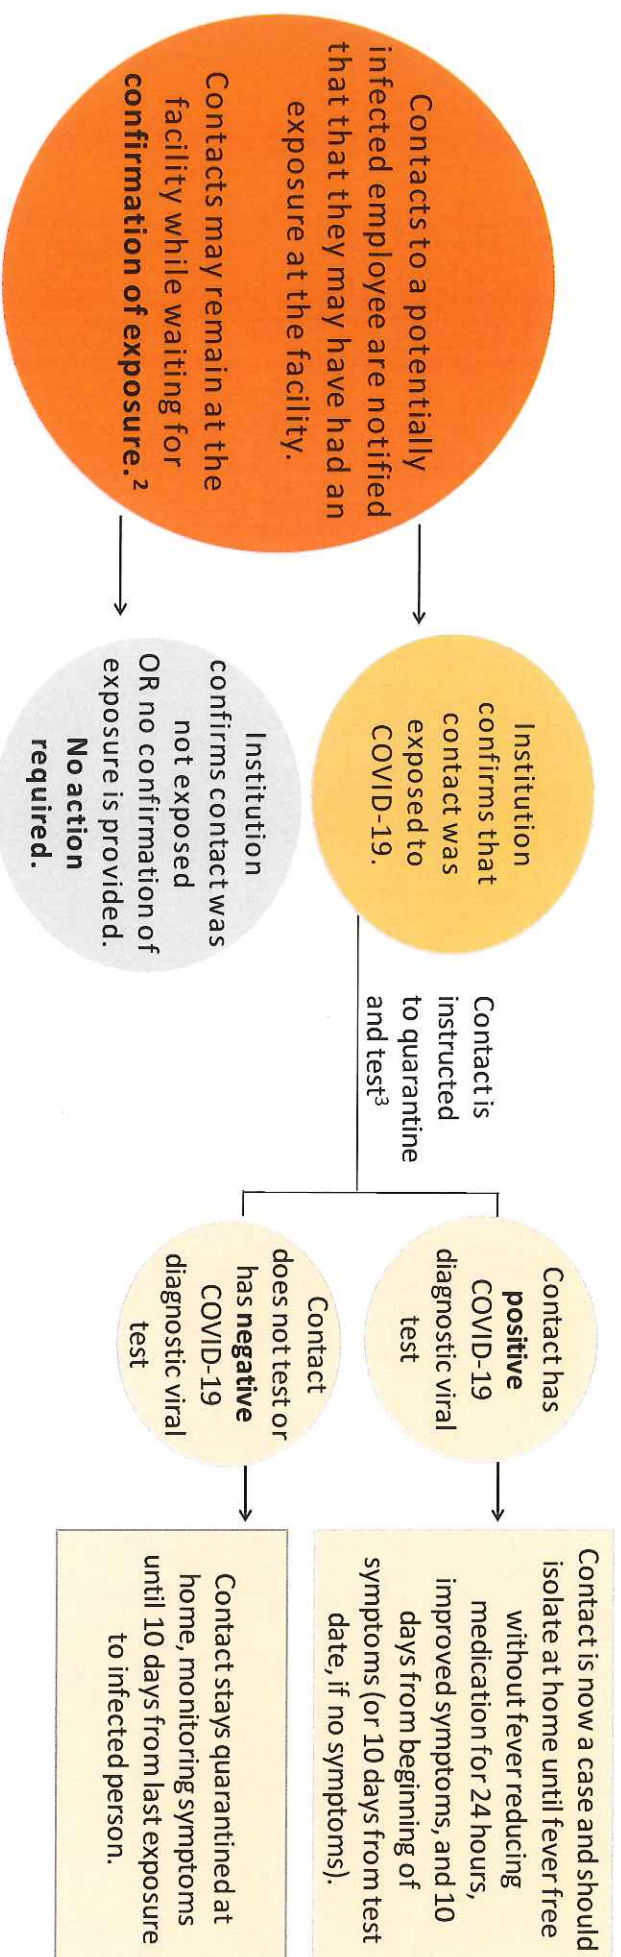 Contacts to a potentially
infected employee are notified
that that they may have had an
exposure at the facility.
Contacts may remain at the
facility while waiting for
confirmation of exposure.²
Institution
confirms that
contact was
exposed to
COVID-19.
Institution
confirms contact was
not exposed
OR no confirmation of
exposure is provided.
No action
required.
Contact is
instructed
to quarantine
and test³
Contact has
positive
COVID-19
diagnostic viral
test
Contact is now a case and should
isolate at home until fever free
without fever reducing
medication for 24 hours,
improved symptoms, and 10
days from beginning of
symptoms (or 10 days from test
date, if no symptoms).
Contact
does not test or
has negative
COVID-19
diagnostic viral
test
Contact stays quarantined at
home, monitoring symptoms
until 10 days from last exposure
to infected person.